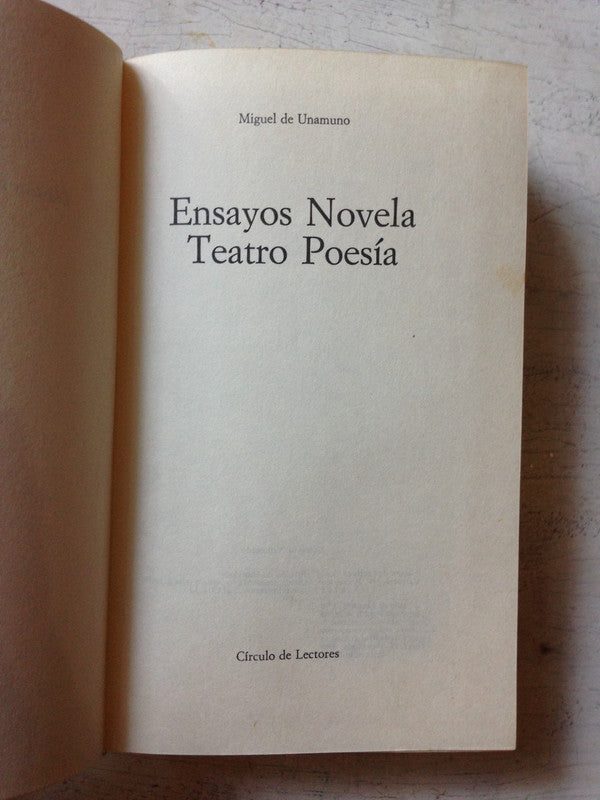 Miguel de Unamuno
Ensayos Novela
Teatro Poesía
Círculo de Lectores